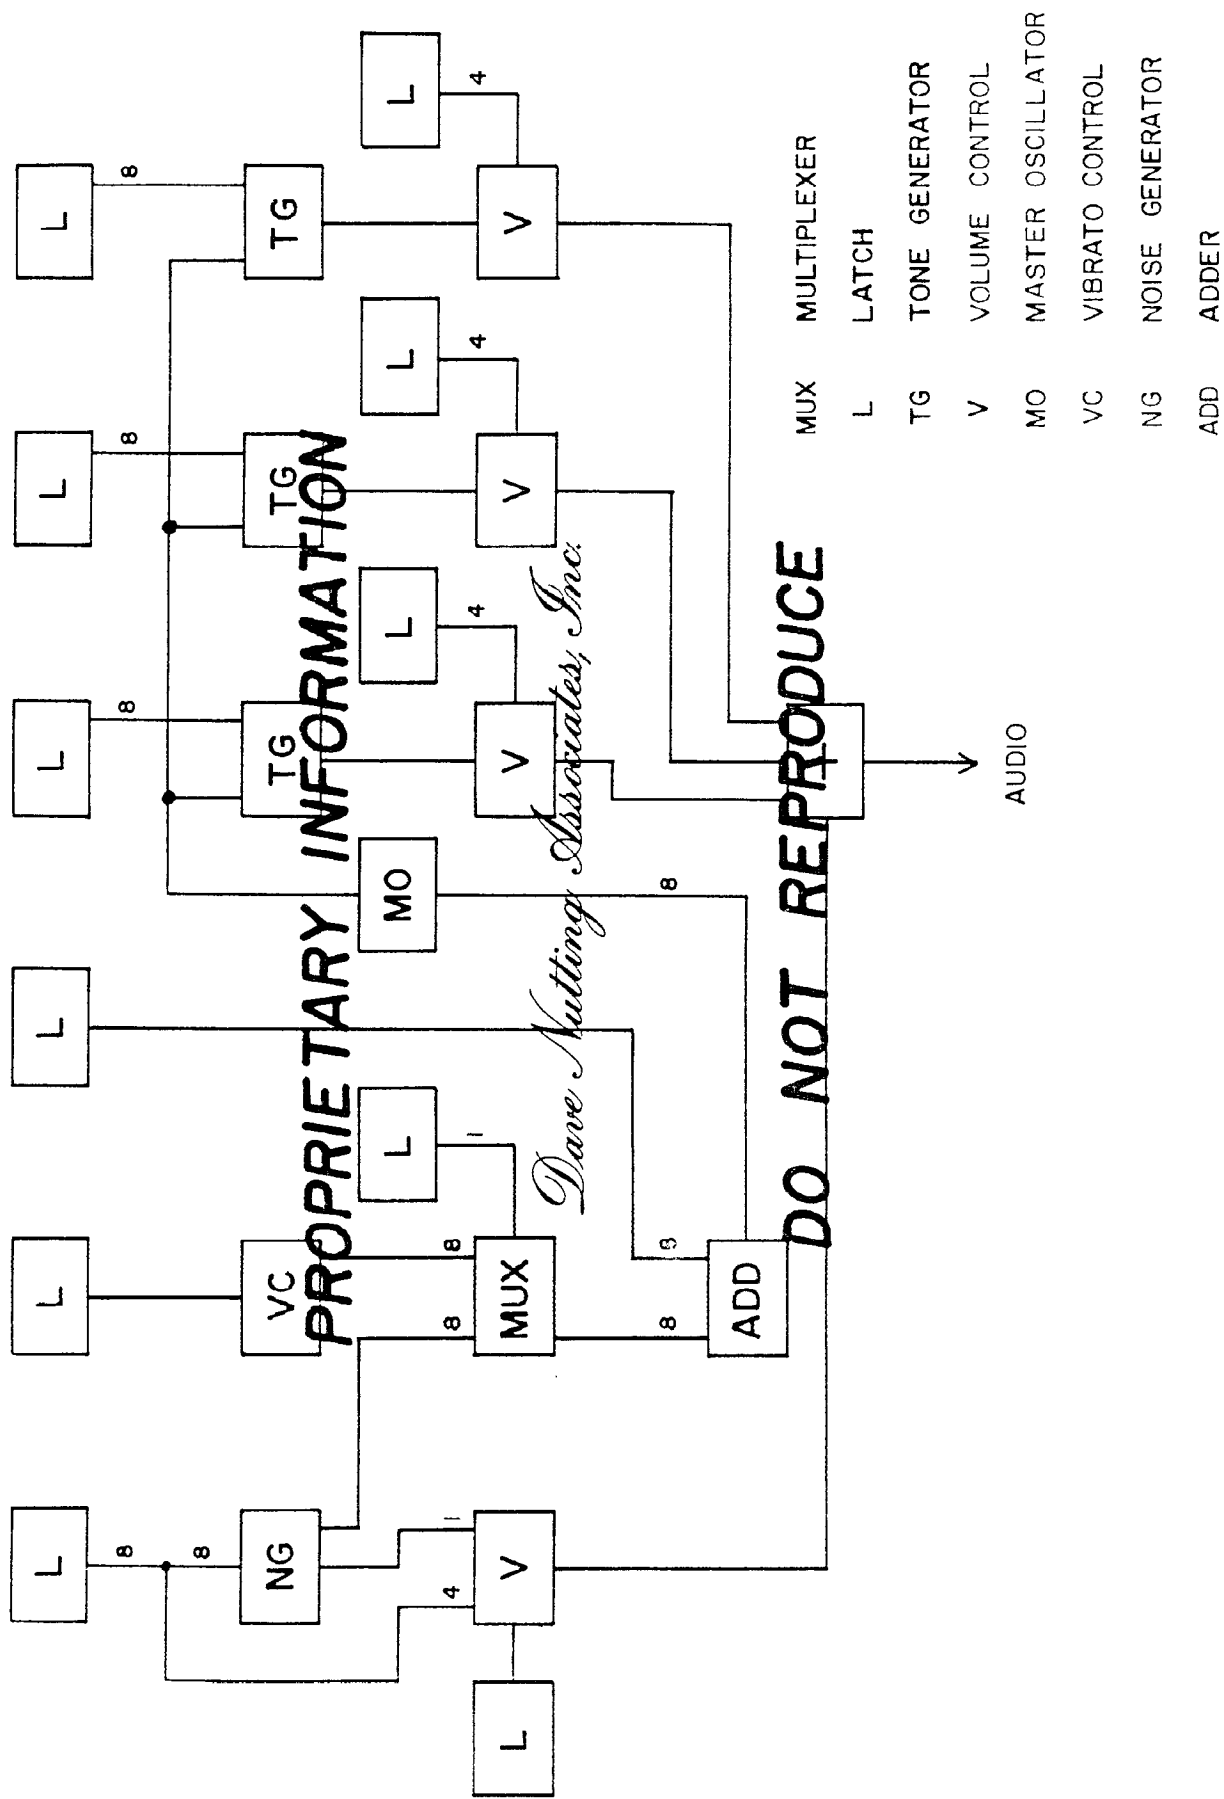 L L L L L L
8 8 8 8
8
NG VC TG TG TG
PROPRIETARY INFORMATION
L MO L L L
4 1 8 8 1 4 4 4
L V MUX V V V
Dave Nutting Associates, Inc.
8 8 8
ADD
DO NOT REPRODUCE
+
AUDIO
MUX MULTIPLEXER
L LATCH
TG TONE GENERATOR
V VOLUME CONTROL
MO MASTER OSCILLATOR
VC VIBRATO CONTROL
NG NOISE GENERATOR
ADD ADDER